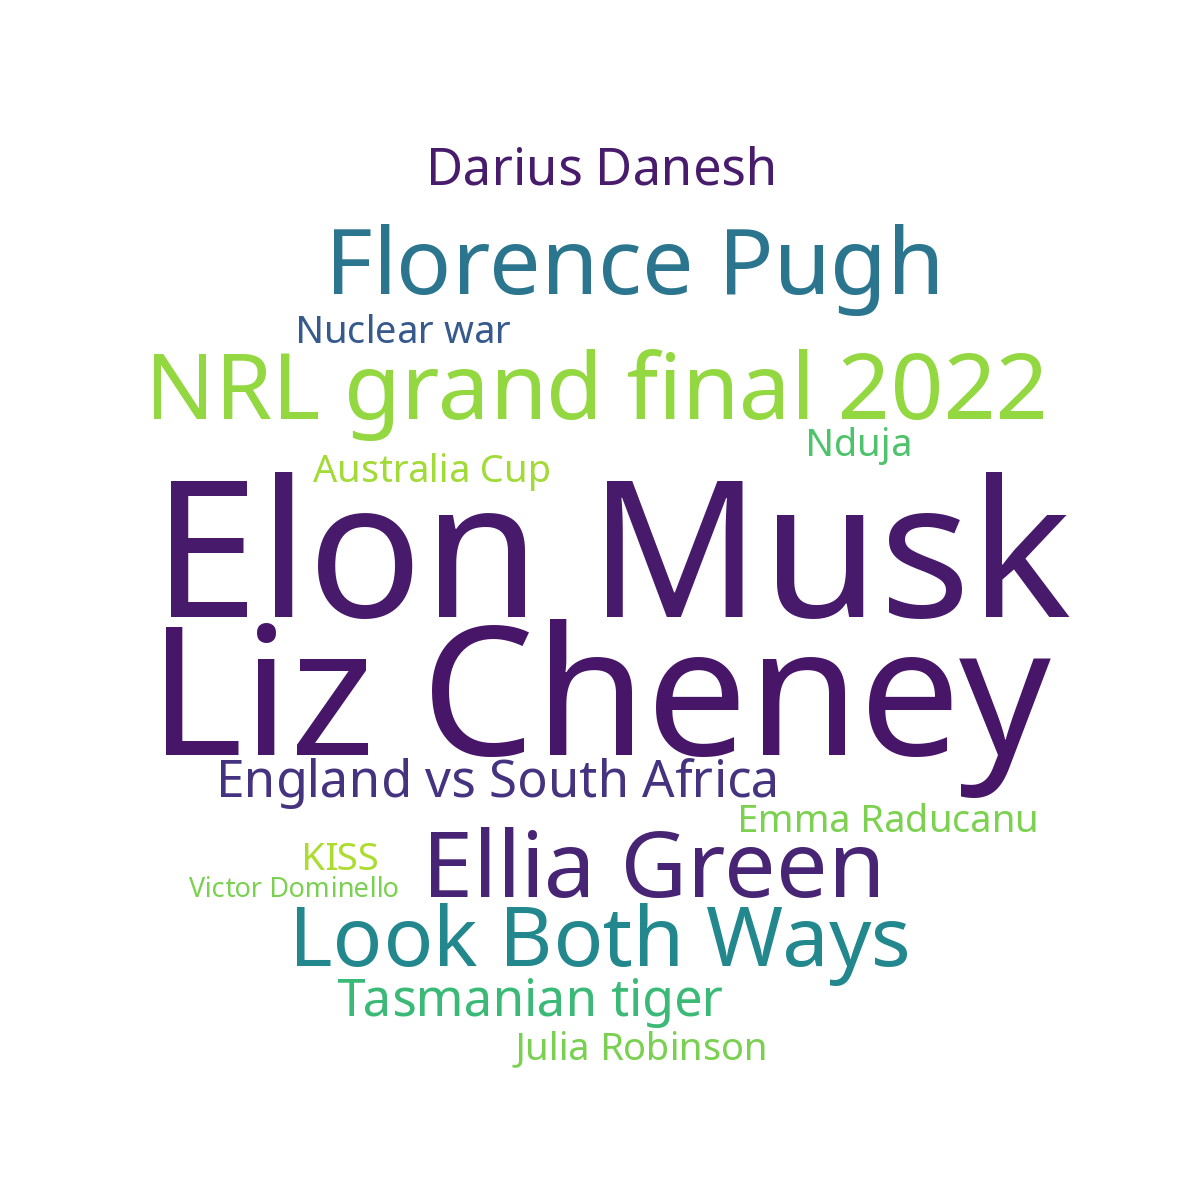 Darius Danesh
Florence Pugh
Nuclear war
NRL grand final 2022
Nduja
Australia Cup
Elon Musk
Liz Cheney
England vs South Africa
Emma Raducanu
KISS
Ellia Green
Victor Dominello
Look Both Ways
Tasmanian tiger
Julia Robinson